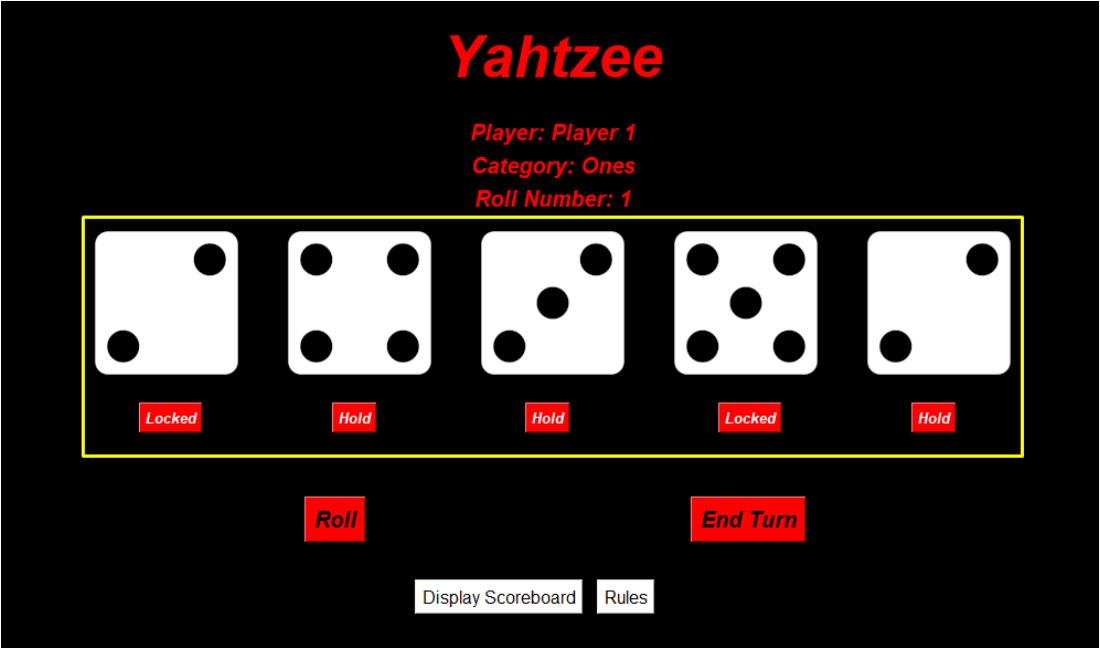 Yahtzee
Player: Player 1
Category: Ones
Roll Number: 1
Locked Hold Hold Locked Hold
Roll End Turn
Display Scoreboard Rules